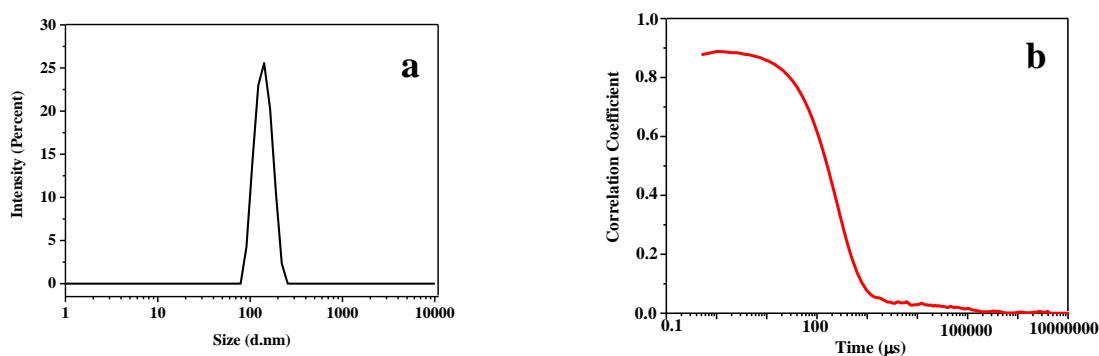 30
25
20
15
10
5
0
Intensity (Percent)
a
1 10 100 1000 10000
Size (d.nm)
1.0
0.8
0.6
0.4
0.2
0.0
Correlation Coefficient
b
0.1 100 100000 10000000
Time (μs)